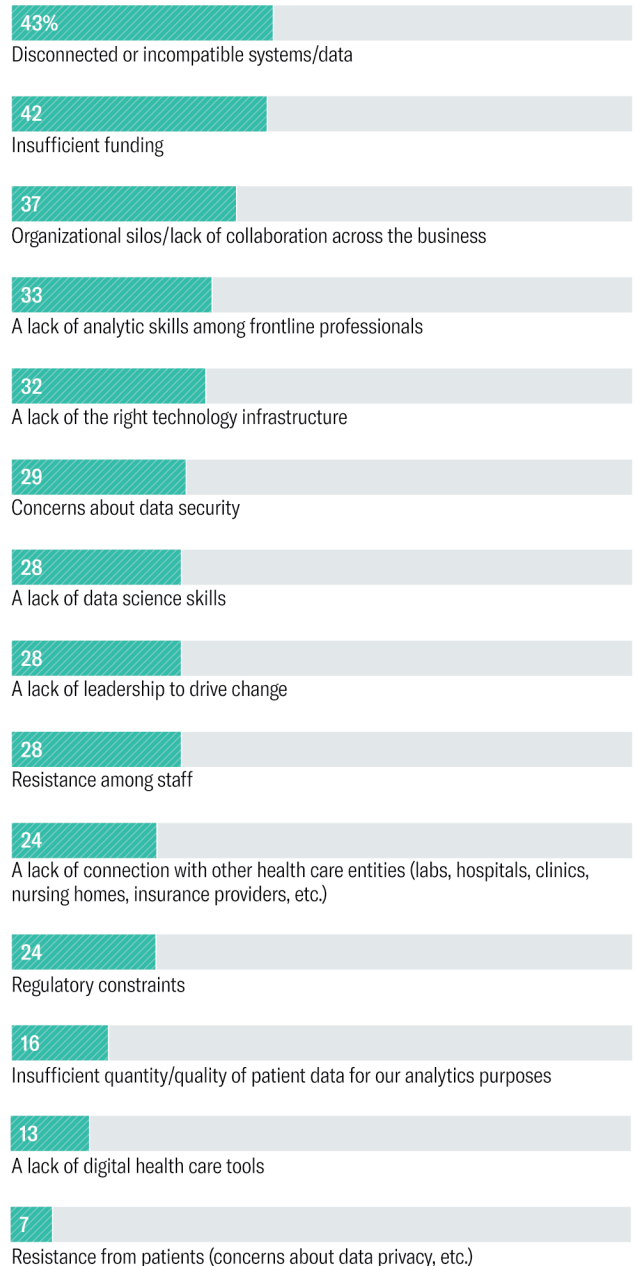 43%
Disconnected or incompatible systems/data
42
Insufficient funding
37
Organizational silos/lack of collaboration across the business
33
A lack of analytic skills among frontline professionals
32
A lack of the right technology infrastructure
29
Concerns about data security
28
A lack of data science skills
28
A lack of leadership to drive change
28
Resistance among staff
24
A lack of connection with other health care entities (labs, hospitals, clinics,
nursing homes, insurance providers, etc.)
24
Regulatory constraints
16
Insufficient quantity/quality of patient data for our analytics purposes
13
A lack of digital health care tools
7
Resistance from patients (concerns about data privacy, etc.)